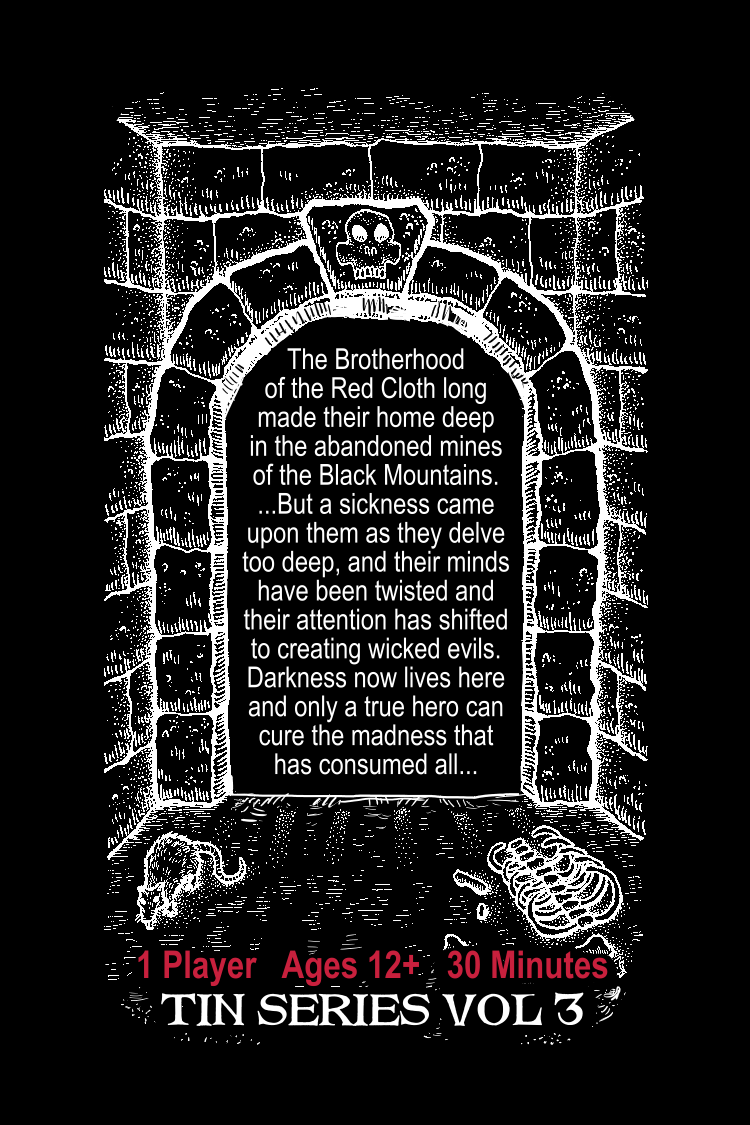 The Brotherhood
of the Red Cloth long
made their home deep
in the abandoned mines
of the Black Mountains.
...But a sickness came
upon them as they delve
too deep, and their minds
have been twisted and
their attention has shifted
to creating wicked evils.
Darkness now lives here
and only a true hero can
cure the madness that
has consumed all...
1 Player Ages 12+ 30 Minutes
TIN SERIES VOL 3